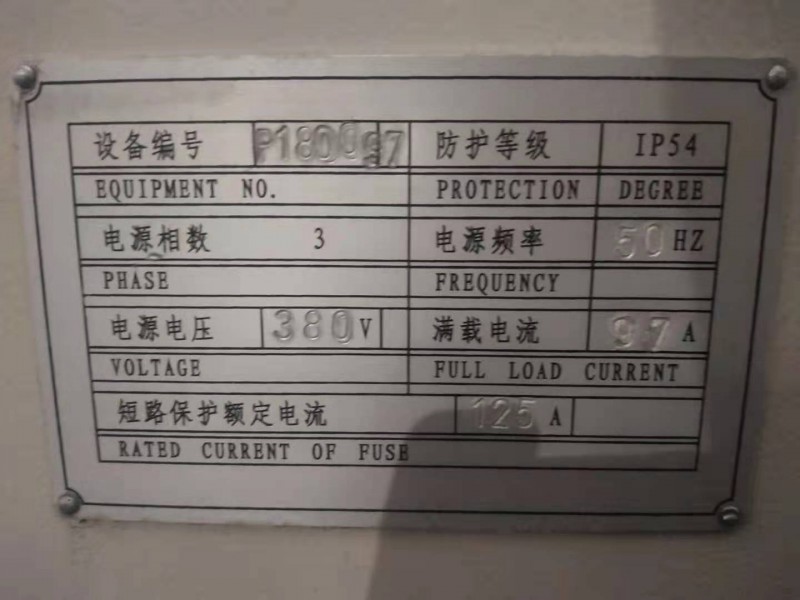 设备编号 P180097 防护等级 IP54
EQUIPMENT NO. PROTECTION DEGREE
电源相数 3 电源频率 50 HZ
PHASE FREQUENCY
电源电压 380 V 满载电流 97 A
VOLTAGE FULL LOAD CURRENT
短路保护额定电流 125 A
RATED CURRENT OF FUSE